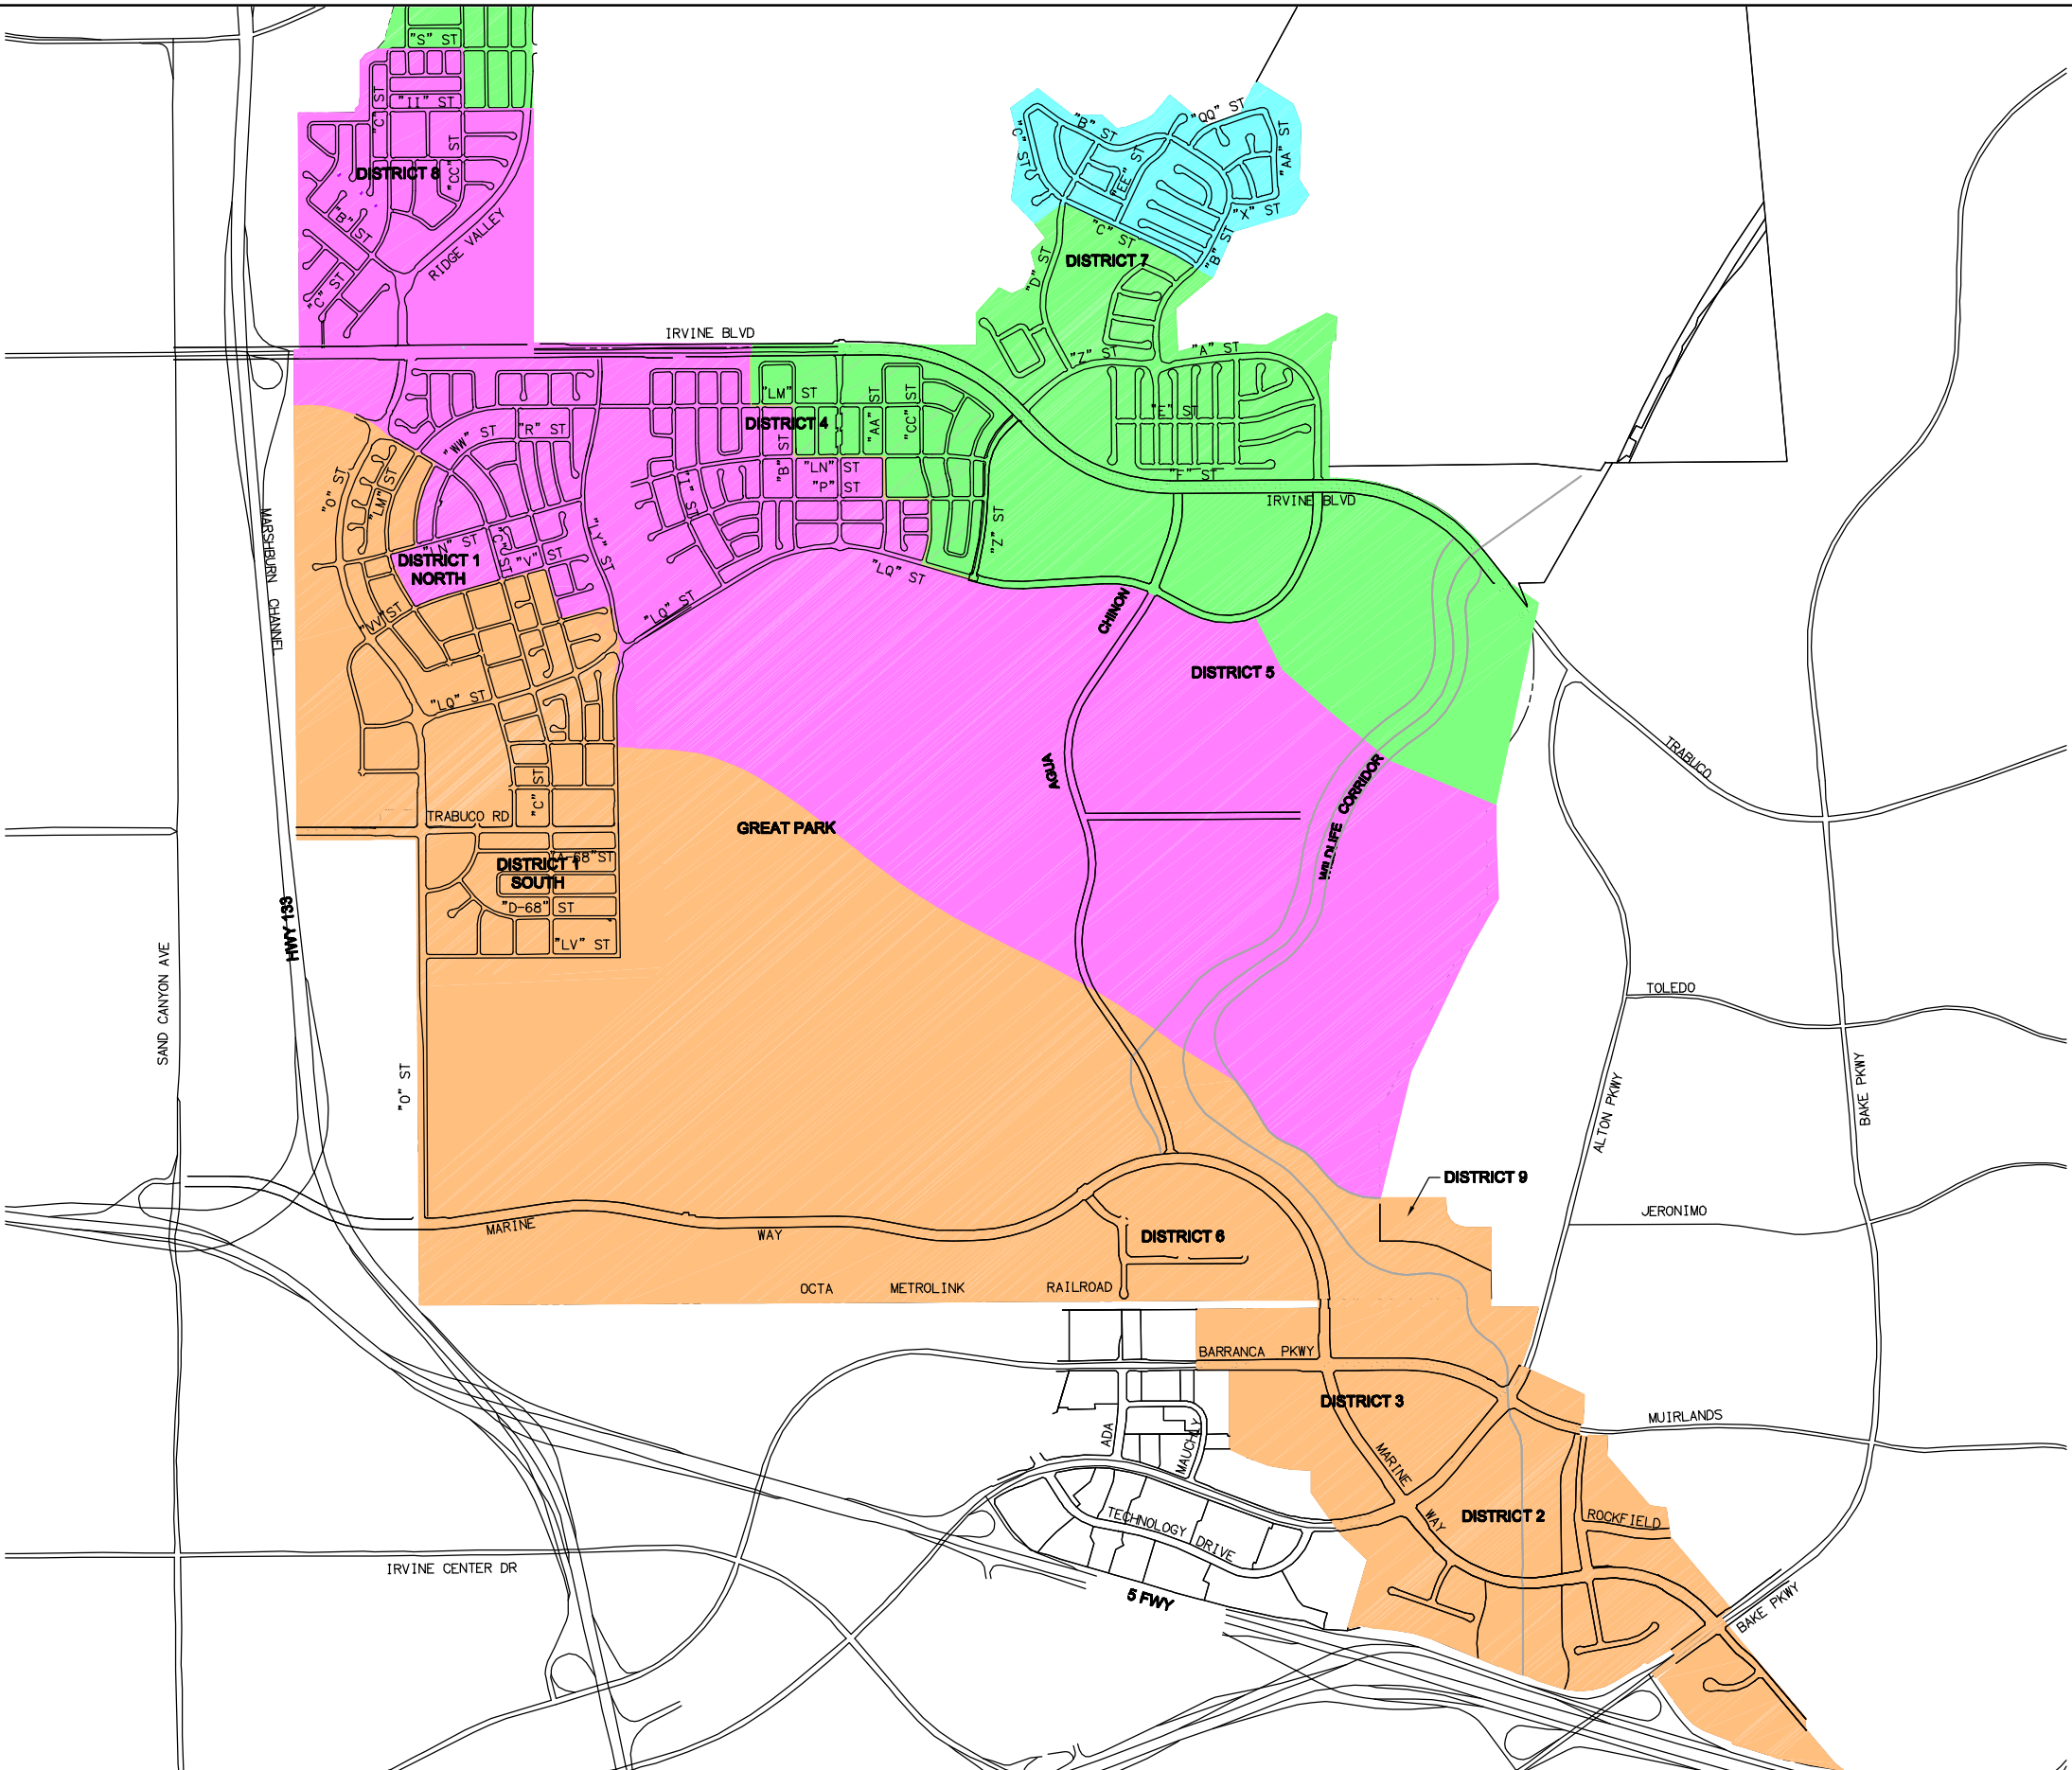 "S" ST
"C" ST
"II" ST
"CC" ST
DISTRICT 8
"B" ST
RIDGE VALLEY
"C" ST
"C" ST
"B" ST
"QQ" ST
"AA" ST
"EE" ST
"X" ST
"C" ST
"B" ST
DISTRICT 7
"D" ST
IRVINE BLVD
"Z" ST
"A" ST
"LM" ST
DISTRICT 4
"AA" ST
"CC" ST
"E" ST
"WW" ST
"R" ST
"B" ST
"LN" ST
"P" ST
"F" ST
IRVINE BLVD
"O" ST
"LM" ST
"I" ST
"Z" ST
MARSHBURN CHANNEL
"LN" ST
"C" ST
"V" ST
"LY" ST
DISTRICT 1
NORTH
"LQ" ST
"VV" ST
"LQ" ST
CHINON
DISTRICT 5
"LQ" ST
AGUA
TRABUCO
WILDLIFE CORRIDOR
"C" ST
TRABUCO RD
GREAT PARK
"A-68" ST
DISTRICT 1
SOUTH
"D-68" ST
"LV" ST
HWY 133
SAND CANYON AVE
TOLEDO
"O" ST
ALTON PKWY
BAKE PKWY
DISTRICT 9
JERONIMO
MARINE
WAY
DISTRICT 6
OCTA METROLINK RAILROAD
BARRANCA PKWY
DISTRICT 3
MUIRLANDS
ADA
MAUCHLY
MARINE
WAY
DISTRICT 2
ROCKFIELD
TECHNOLOGY DRIVE
IRVINE CENTER DR
5 FWY
BAKE PKWY